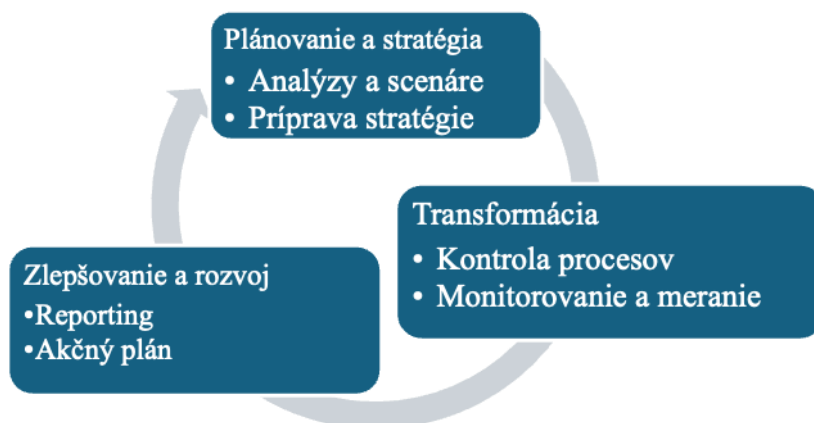 Plánovanie a stratégia
• Analýzy a scenáre
• Príprava stratégie
Transformácia
• Kontrola procesov
• Monitorovanie a meranie
Zlepšovanie a rozvoj
•Reporting
•Akčný plán